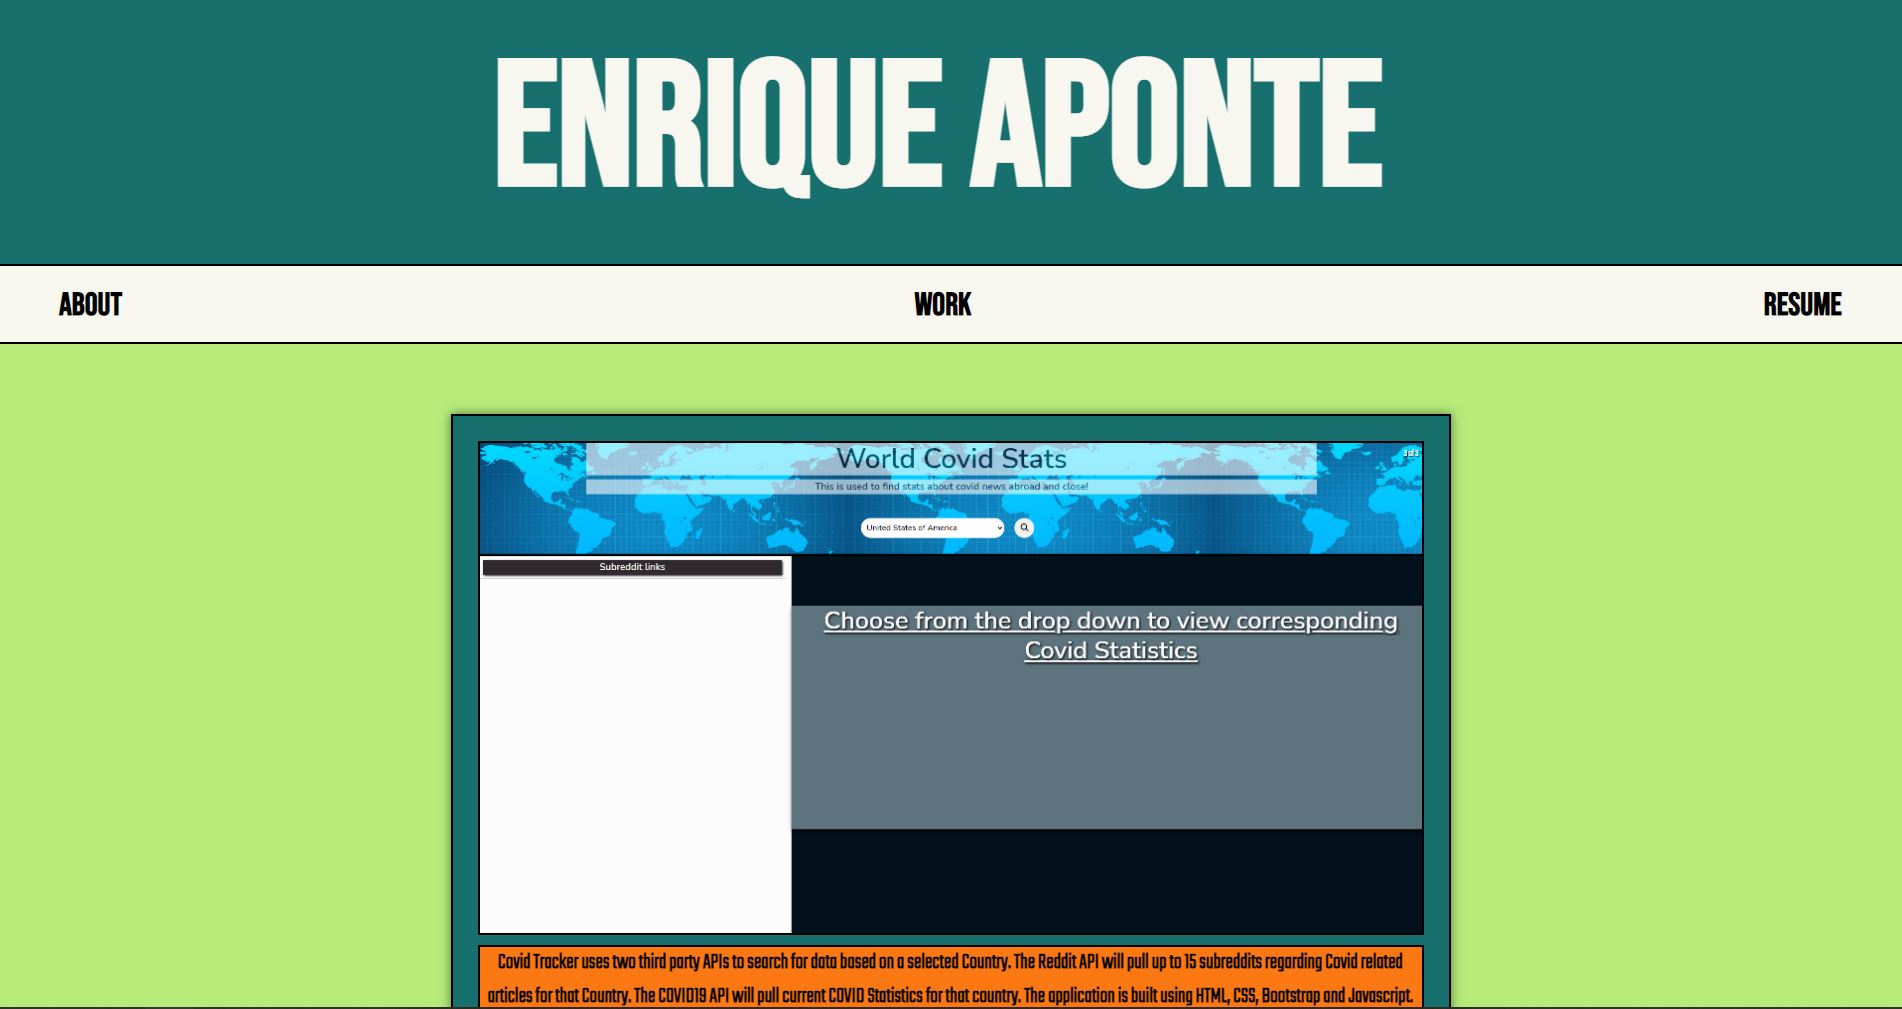 ENRIQUE APONTE
ABOUT WORK RESUME
World Covid Stats
3 of 3
This is used to find stats about covid news abroad and close!
United States of America
Subreddit links
Choose from the drop down to view corresponding
Covid Statistics
Covid Tracker uses two third party APIs to search for data based on a selected Country. The Reddit API will pull up to 15 subreddits regarding Covid related
articles for that Country. The COVID19 API will pull current COVID Statistics for that country. The application is built using HTML, CSS, Bootstrap and Javascript.